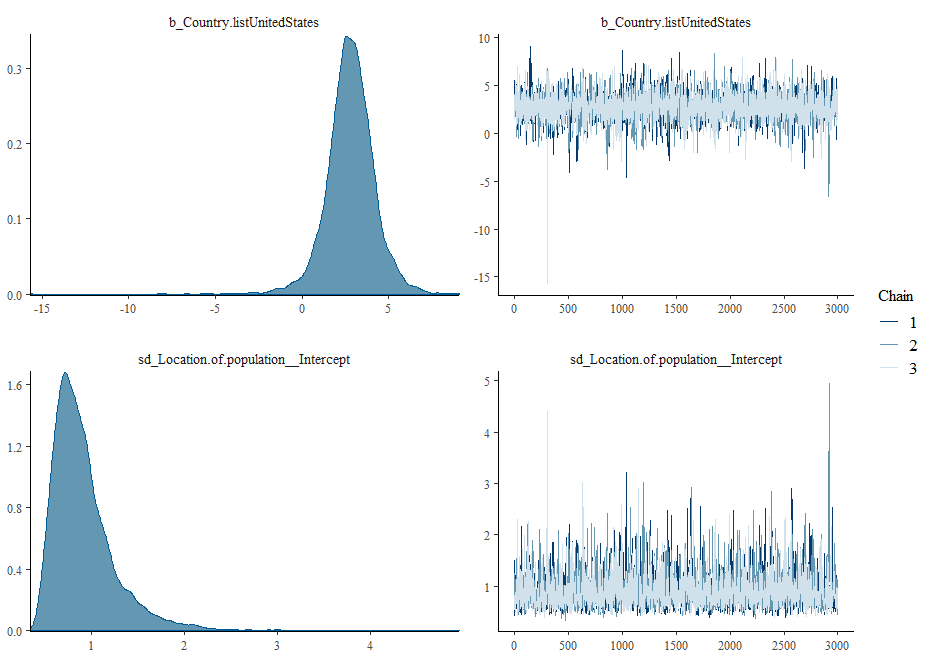 b_Country.listUnitedStates
0.3
0.2
0.1
0.0
-15 -10 -5 0 5
b_Country.listUnitedStates
10
5
0
-5
-10
-15
0 500 1000 1500 2000 2500 3000
sd_Location.of.population__Intercept
1.6
1.2
0.8
0.4
0.0
1 2 3 4
sd_Location.of.population__Intercept
5
4
3
2
1
0 500 1000 1500 2000 2500 3000
Chain
1
2
3